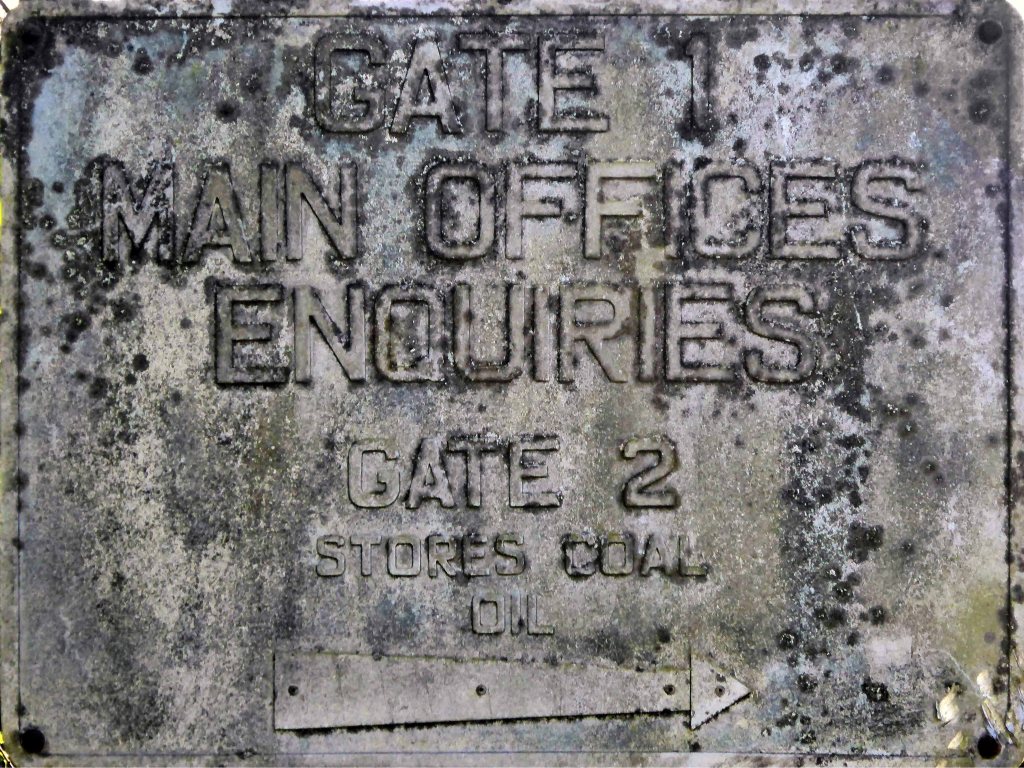 GATE 1
MAIN OFFICES
ENQUIRIES
GATE 2
STORES COAL
OIL